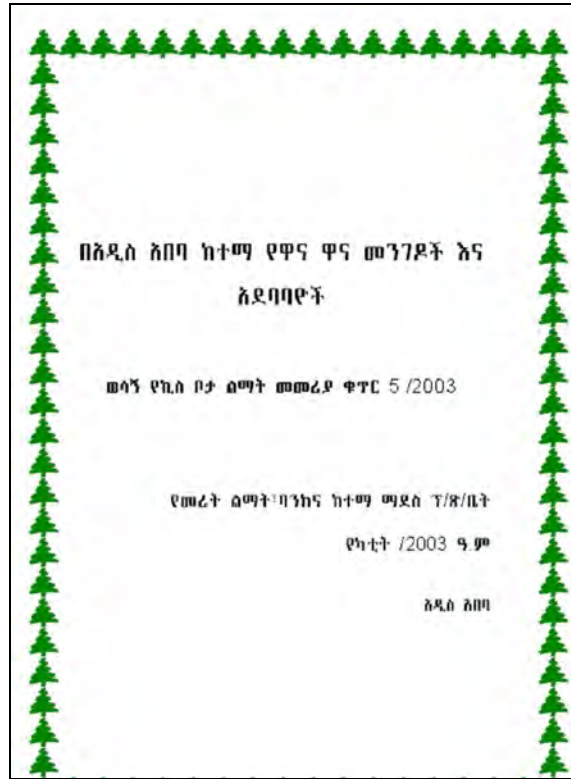 በአዲስ አበባ ከተማ የዋና ዋና መንገዶች እና
አደባባዮች
ወሳኝ የኪስ ቦታ ልማት መመሪያ ቁጥር 5 /2003
የመሬት ልማት፣ባንክና ከተማ ማደስ ፕ/ጽ/ቤት
የካቲት /2003 ዓ.ም
አዲስ አበባ